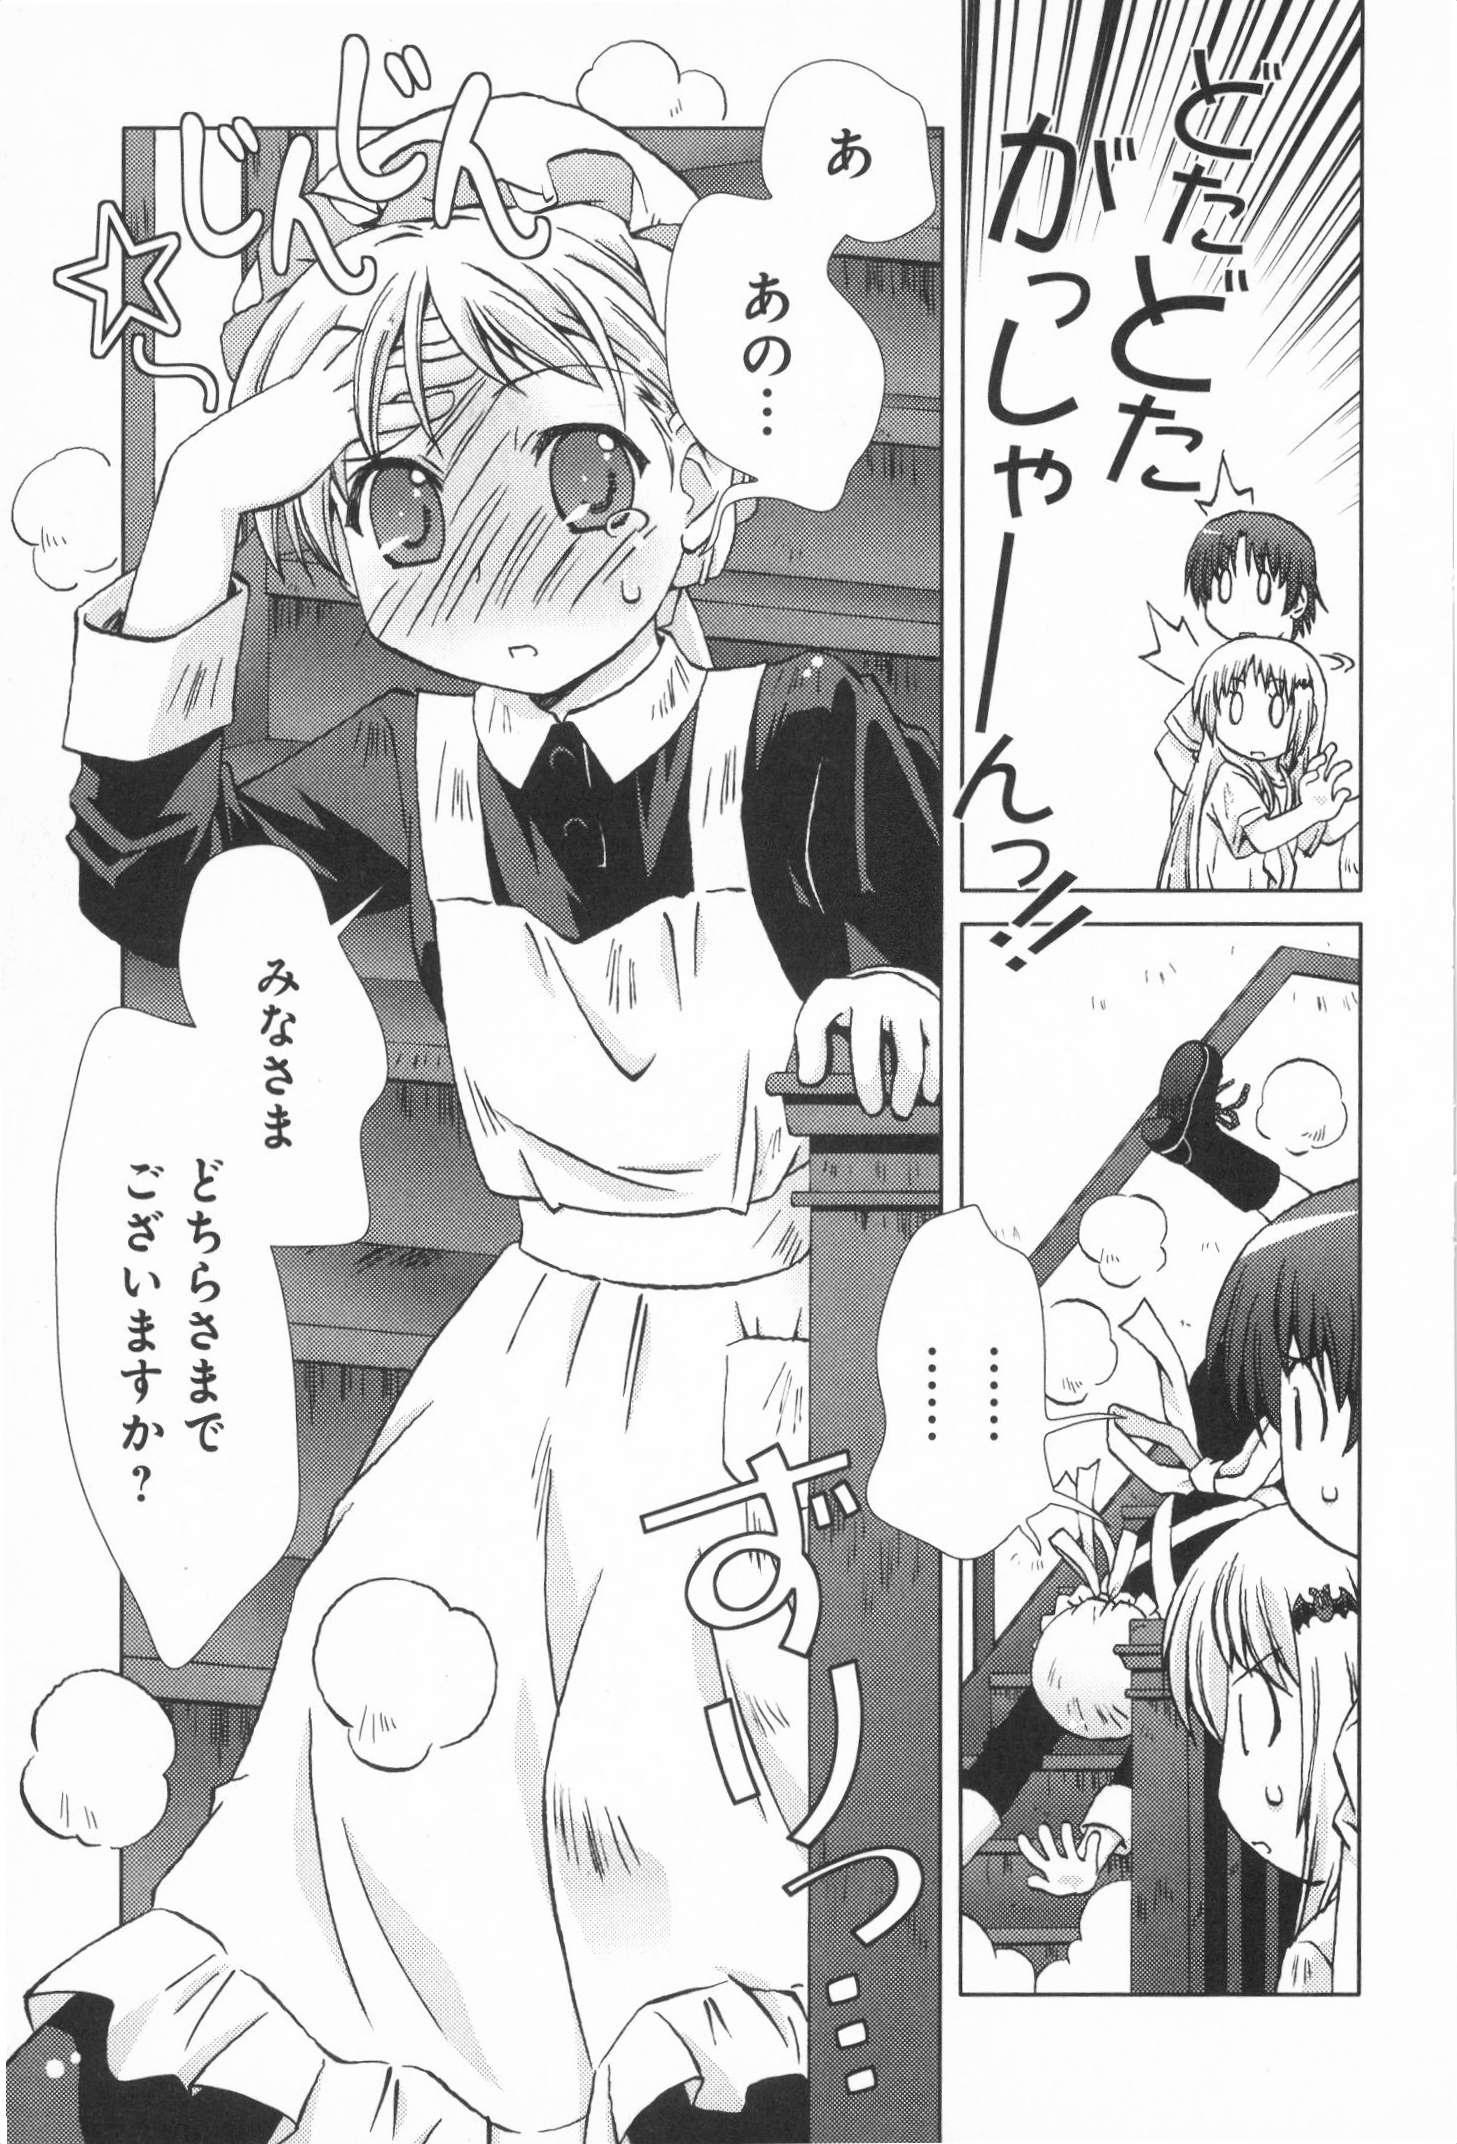 どたどた
がっしゃーんっ!!
……
……
あ
あの…
じんじん
みなさま
どちらさまで
ございますか?
ずーりっ…